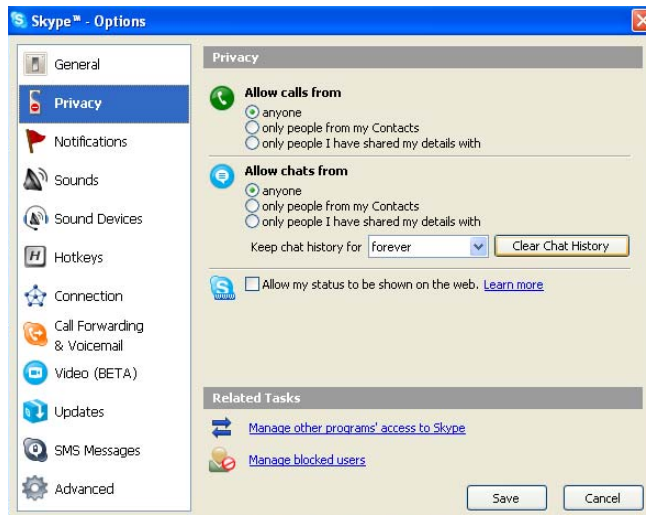 Skype™ - Options
General
Privacy
Notifications
Sounds
Sound Devices
Hotkeys
Connection
Call Forwarding
& Voicemail
Video (BETA)
Updates
SMS Messages
Advanced
Privacy
Allow calls from
anyone
only people from my Contacts
only people I have shared my details with
Allow chats from
anyone
only people from my Contacts
only people I have shared my details with
Keep chat history for forever Clear Chat History
Allow my status to be shown on the web. Learn more
Related Tasks
Manage other programs' access to Skype
Manage blocked users
Save Cancel